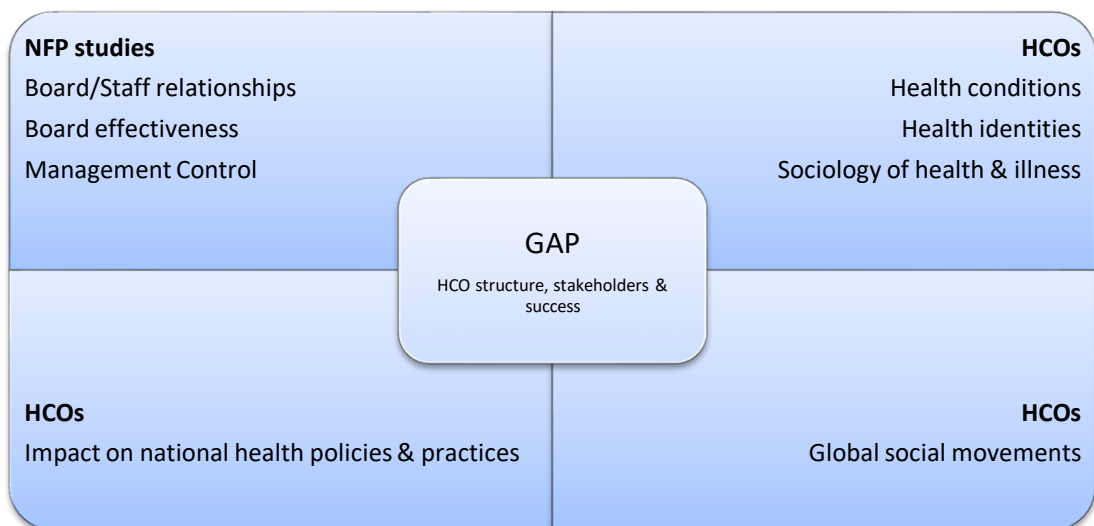 NFP studies
Board/Staff relationships
Board effectiveness
Management Control
HCOs
Health conditions
Health identities
Sociology of health & illness
GAP
HCO structure, stakeholders &
success
HCOs
Impact on national health policies & practices
HCOs
Global social movements